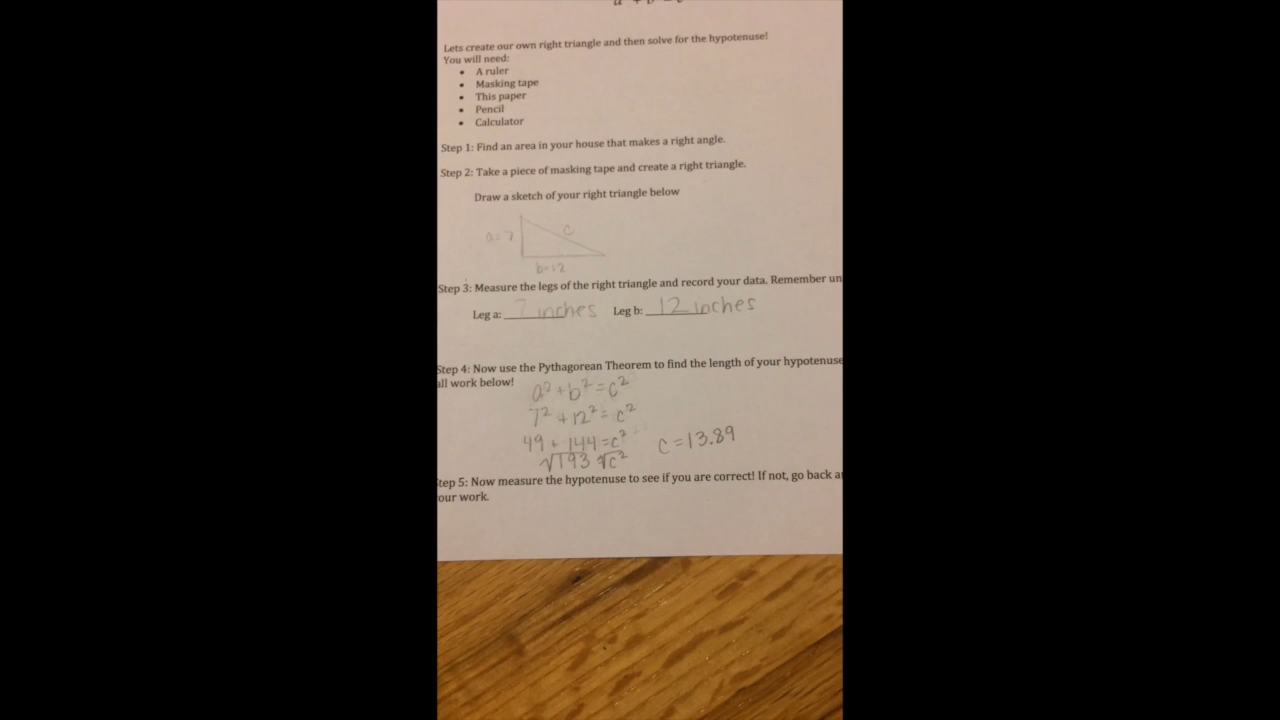 Lets create our own right triangle and then solve for the hypotenuse!
You will need:
• A ruler
• Masking tape
• This paper
• Pencil
• Calculator
Step 1: Find an area in your house that makes a right angle.
Step 2: Take a piece of masking tape and create a right triangle.
Draw a sketch of your right triangle below
a=7 c
b=12
Step 3: Measure the legs of the right triangle and record your data. Remember un
Leg a: 7 inches Leg b: 12 inches
Step 4: Now use the Pythagorean Theorem to find the length of your hypotenuse
all work below!
a² + b² = c²
7² + 12² = c²
49 + 144 = c² c = 13.89
√193 √c²
Step 5: Now measure the hypotenuse to see if you are correct! If not, go back a
our work.